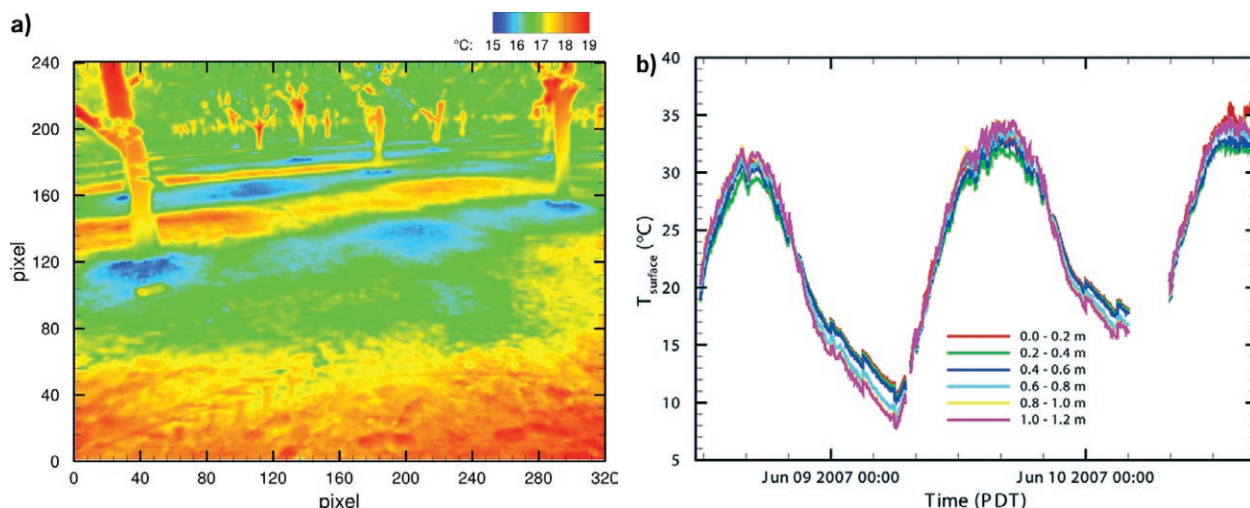 a)
°C: 15 16 17 18 19
240
200
160
120
80
40
0
pixel
0 40 80 120 160 200 240 280 320
pixel
b)
40
35
30
25
20
15
10
5
T surface (°C)
0.0 - 0.2 m
0.2 - 0.4 m
0.4 - 0.6 m
0.6 - 0.8 m
0.8 - 1.0 m
1.0 - 1.2 m
Jun 09 2007 00:00 Jun 10 2007 00:00
Time (PDT)